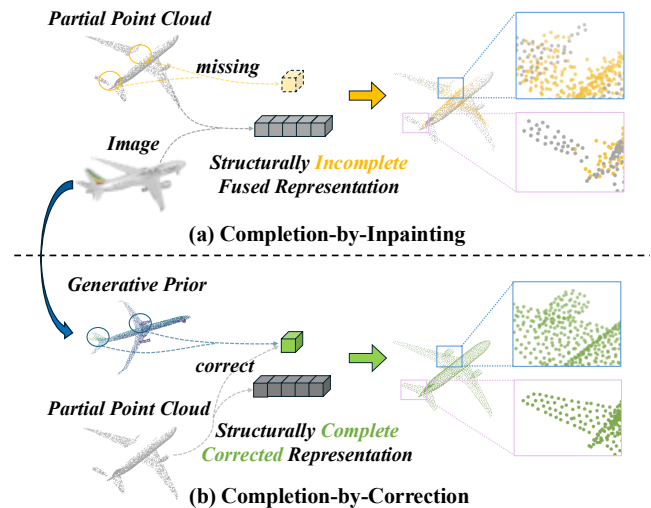 Partial Point Cloud
missing
Image
Structurally Incomplete
Fused Representation
(a) Completion-by-Inpainting
Generative Prior
correct
Partial Point Cloud
Structurally Complete
Corrected Representation
(b) Completion-by-Correction